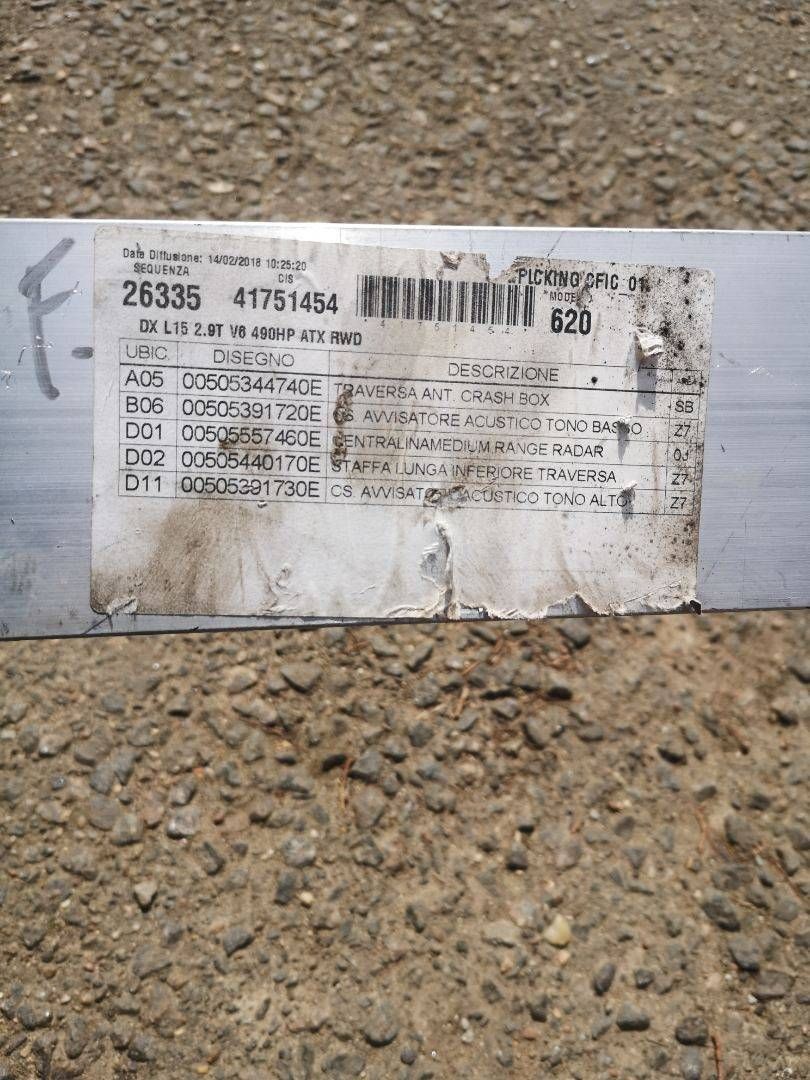 Data Diffusione: 14/02/2018 10:25:20
SEQUENZA CIS PICKING CFIC 01
26335 41751454 620
41751454
DX L15 2.9T V6 490HP ATX RWD
UBIC. DISEGNO DESCRIZIONE
A05 00505344740E TRAVERSA ANT. CRASH BOX SB
B06 00505391720E CS. AVVISATORE ACUSTICO TONO BASSO Z7
D01 00505557460E CENTRALINAMEDIUM RANGE RADAR 0J
D02 00505440170E STAFFA LUNGA INFERIORE TRAVERSA Z7
D11 00505391730E CS. AVVISATORE ACUSTICO TONO ALTO Z7